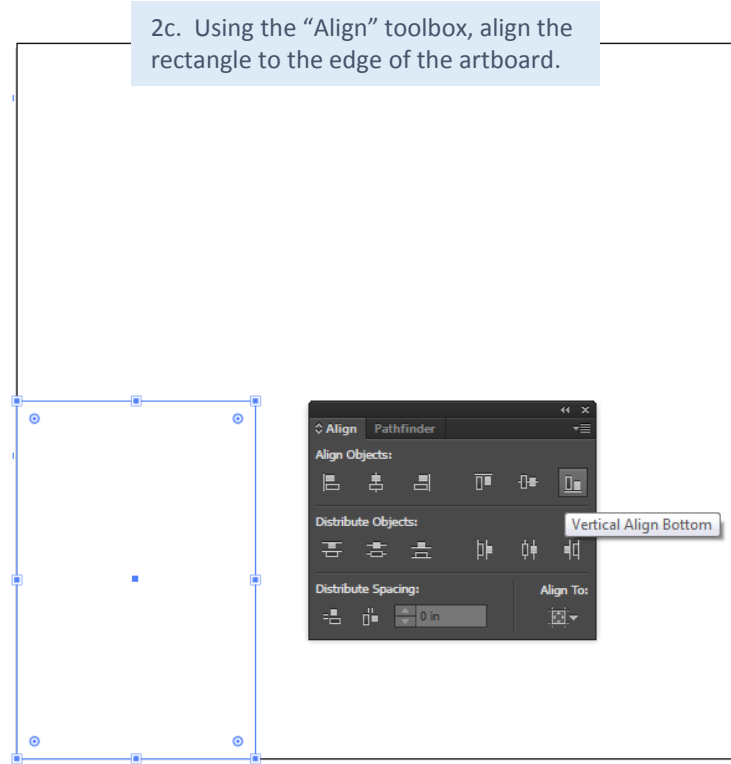 2c. Using the “Align” toolbox, align the
rectangle to the edge of the artboard.
Align Pathfinder
Align Objects:
Vertical Align Bottom
Distribute Objects:
Distribute Spacing: Align To:
0 in